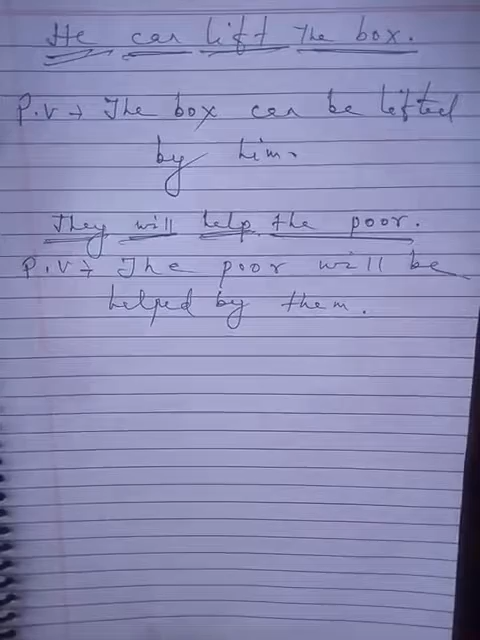 He can lift the box.
P.V → The box can be lifted
by him.
They will help the poor.
P.V → The poor will be
helped by them.